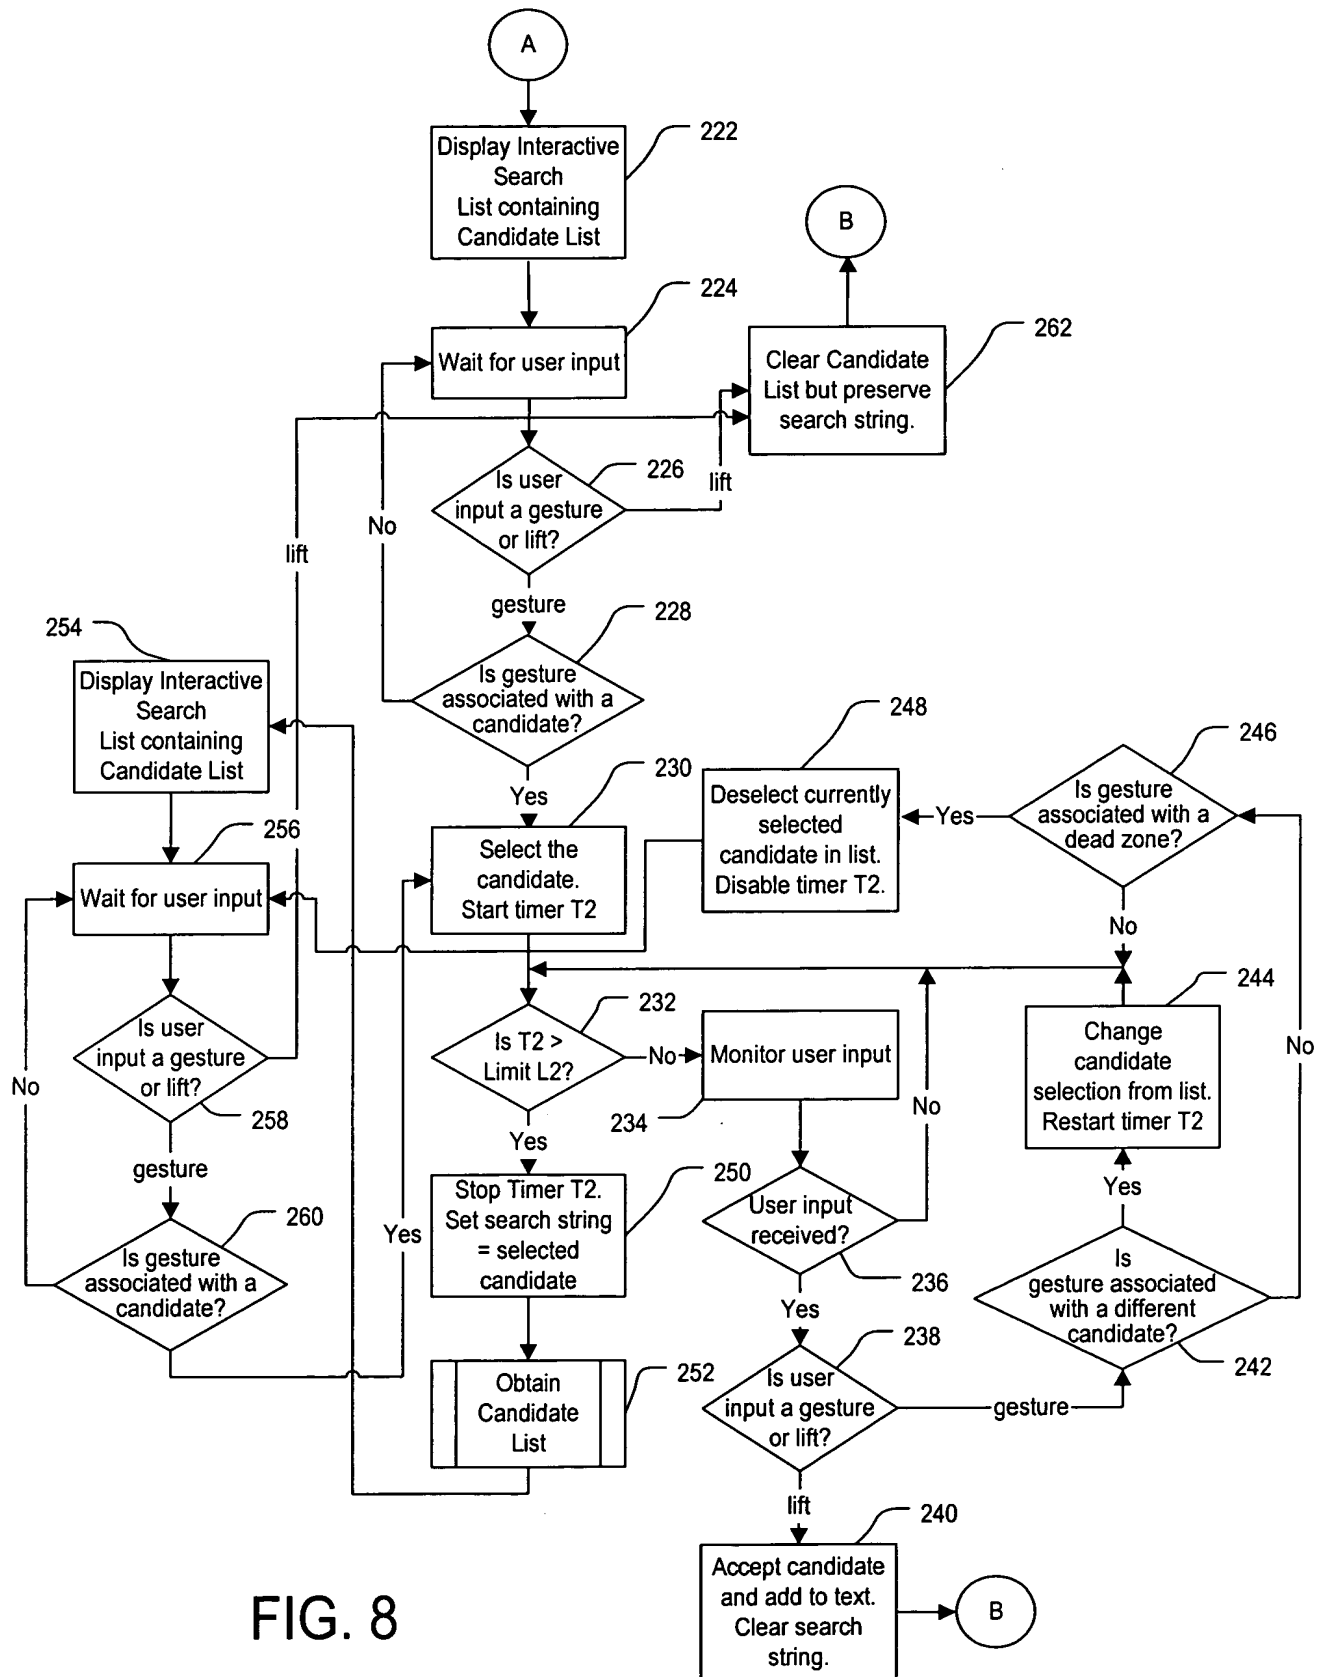 A
Display Interactive
Search
List containing
Candidate List
222
B
224
Wait for user input
262
Clear Candidate
List but preserve
search string.
226
Is user
input a gesture
or lift?
lift
No
lift
gesture
228
254
Is gesture
associated with a
candidate?
Display Interactive
Search
List containing
Candidate List
248
246
230
Yes
Deselect currently
selected
candidate in list.
Disable timer T2.
Yes
Is gesture
associated with a
dead zone?
256
Select the
candidate.
Start timer T2
Wait for user input
No
232
244
Is user
input a gesture
or lift?
Is T2 >
Limit L2?
No
Monitor user input
Change
candidate
selection from list.
Restart timer T2
No
No
No
258
234
Yes
gesture
250
Yes
Stop Timer T2.
Set search string
= selected
candidate
User input
received?
260
Yes
Is gesture
associated with a
candidate?
236
Is
gesture associated
with a different
candidate?
Yes
238
242
252
Obtain
Candidate
List
Is user
input a gesture
or lift?
gesture
lift
240
Accept candidate
and add to text.
Clear search
string.
B
FIG. 8